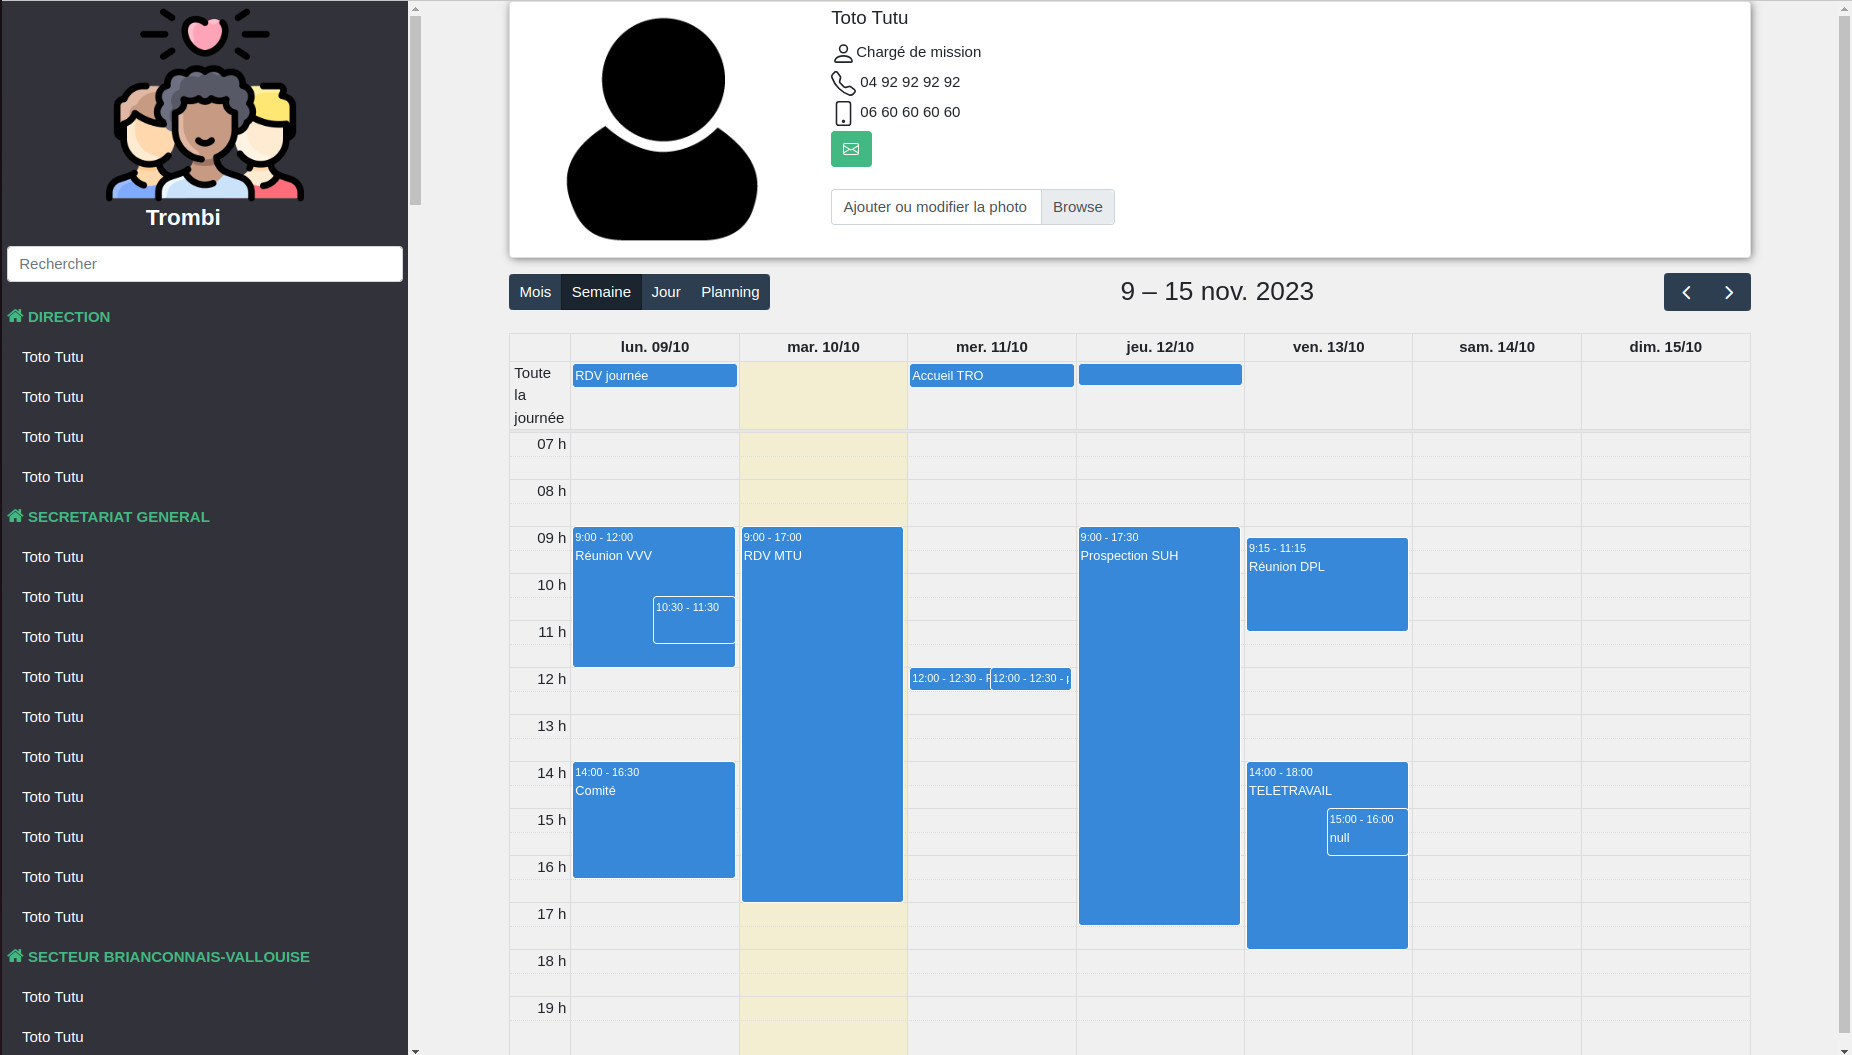 Trombi
Rechercher
DIRECTION
Toto Tutu
Toto Tutu
Toto Tutu
Toto Tutu
SECRETARIAT GENERAL
Toto Tutu
Toto Tutu
Toto Tutu
Toto Tutu
Toto Tutu
Toto Tutu
Toto Tutu
Toto Tutu
Toto Tutu
Toto Tutu
SECTEUR BRIANCONNAIS-VALLOUISE
Toto Tutu
Toto Tutu
Toto Tutu
Chargé de mission
04 92 92 92 92
06 60 60 60 60
Ajouter ou modifier la photo Browse
Mois Semaine Jour Planning
9 – 15 nov. 2023
lun. 09/10 mar. 10/10 mer. 11/10 jeu. 12/10 ven. 13/10 sam. 14/10 dim. 15/10
Toute
la
journée
RDV journée
Accueil TRO
07 h
08 h
09 h
10 h
11 h
12 h
13 h
14 h
15 h
16 h
17 h
18 h
19 h
9:00 - 12:00
Réunion VVV
10:30 - 11:30
14:00 - 16:30
Comité
9:00 - 17:00
RDV MTU
12:00 - 12:30 -
12:00 - 12:30 -
9:00 - 17:30
Prospection SUH
9:15 - 11:15
Réunion DPL
14:00 - 18:00
TELETRAVAIL
15:00 - 16:00
null